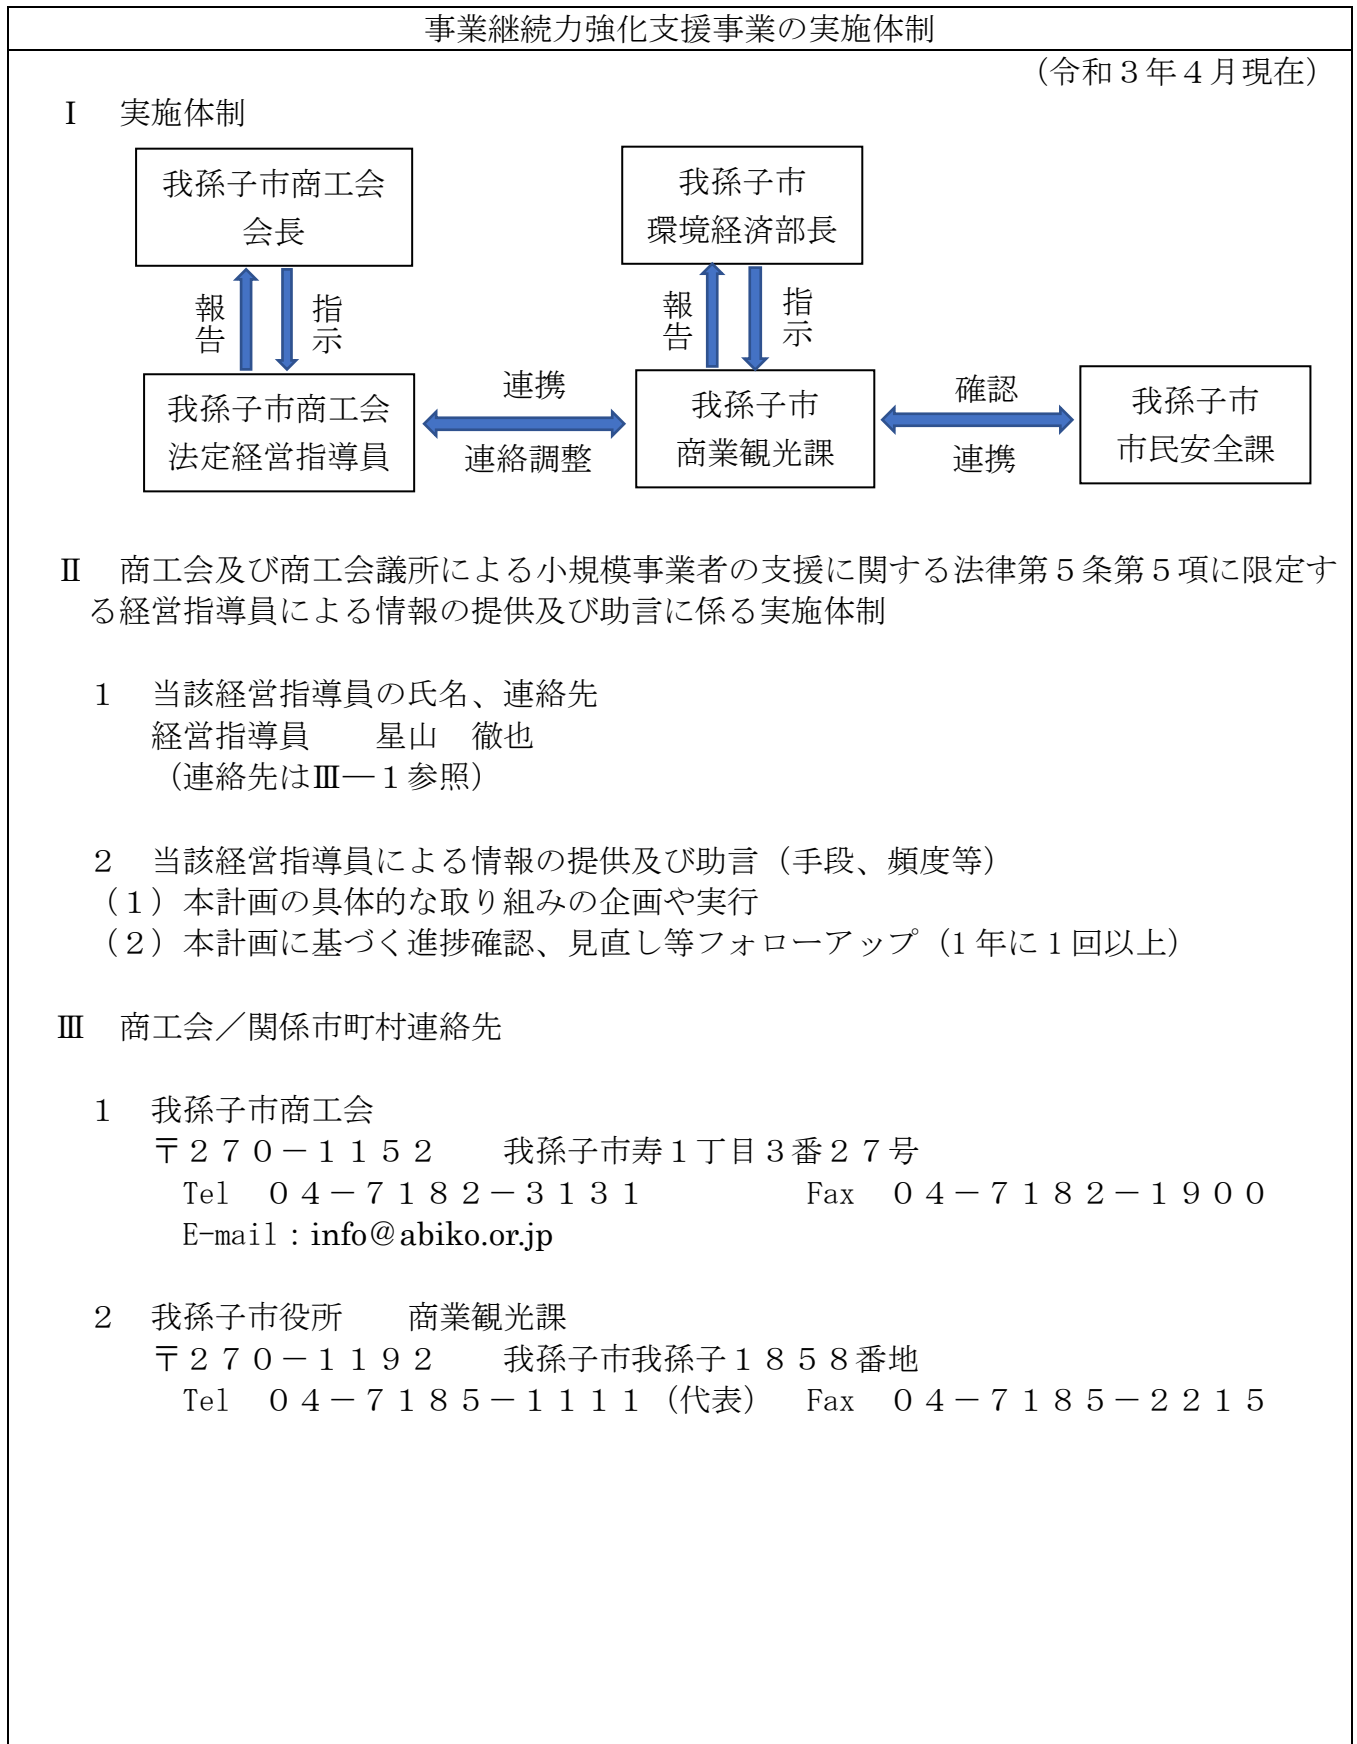 事業継続力強化支援事業の実施体制
（令和３年４月現在）
Ⅰ　実施体制
我孫子市商工会
会長
我孫子市
環境経済部長
報告
指示
報告
指示
我孫子市商工会
法定経営指導員
連携
連絡調整
我孫子市
商業観光課
確認
連携
我孫子市
市民安全課
Ⅱ　商工会及び商工会議所による小規模事業者の支援に関する法律第５条第５項に限定す
る経営指導員による情報の提供及び助言に係る実施体制
１　当該経営指導員の氏名、連絡先
経営指導員　　星山　徹也
（連絡先はⅢ―１参照）
２　当該経営指導員による情報の提供及び助言（手段、頻度等）
（１）本計画の具体的な取り組みの企画や実行
（２）本計画に基づく進捗確認、見直し等フォローアップ（1 年に 1 回以上）
Ⅲ　商工会／関係市町村連絡先
１　我孫子市商工会
〒２７０－１１５２　　我孫子市寿１丁目３番２７号
Tel　０４－７１８２－３１３１　　　　　Fax　０４－７１８２－１９００
E-mail：info@abiko.or.jp
２　我孫子市役所　　商業観光課
〒２７０－１１９２　　我孫子市我孫子１８５８番地
Tel　０４－７１８５－１１１１（代表）　Fax　０４－７１８５－２２１５